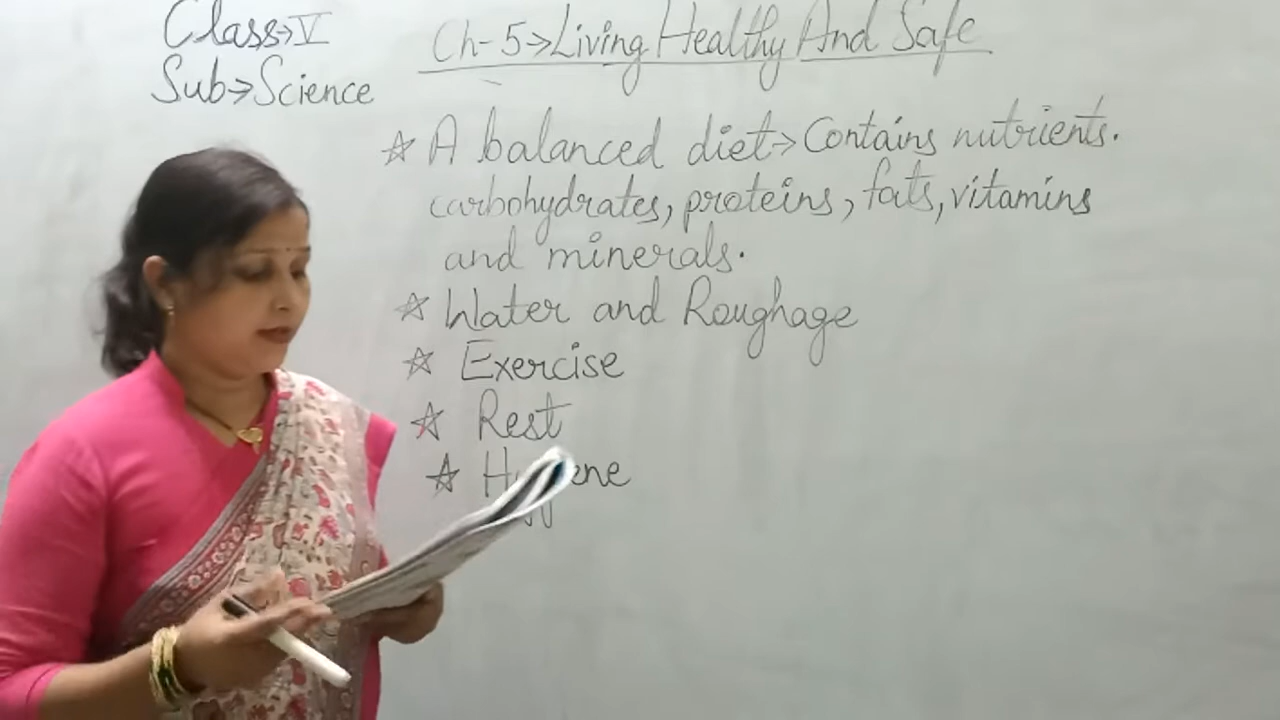 Class→V
Sub→Science
Ch-5→Living Healthy And Safe
☆ A balanced diet→Contains nutrients.
carbohydrates, proteins, fats, vitamins
and minerals.
☆ Water and Roughage
☆ Exercise
☆ Rest
☆